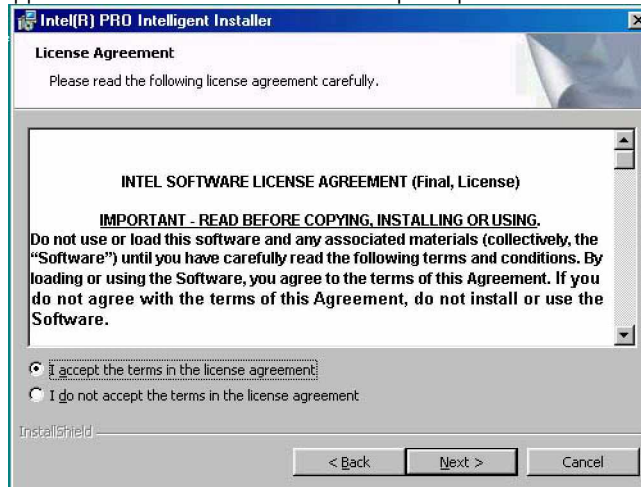 Intel(R) PRO Intelligent Installer
License Agreement
Please read the following license agreement carefully.
INTEL SOFTWARE LICENSE AGREEMENT (Final, License)
IMPORTANT - READ BEFORE COPYING, INSTALLING OR USING.
Do not use or load this software and any associated materials (collectively, the
“Software”) until you have carefully read the following terms and conditions. By
loading or using the Software, you agree to the terms of this Agreement. If you
do not agree with the terms of this Agreement, do not install or use the
Software.
I accept the terms in the license agreement
I do not accept the terms in the license agreement
InstallShield
< Back Next > Cancel